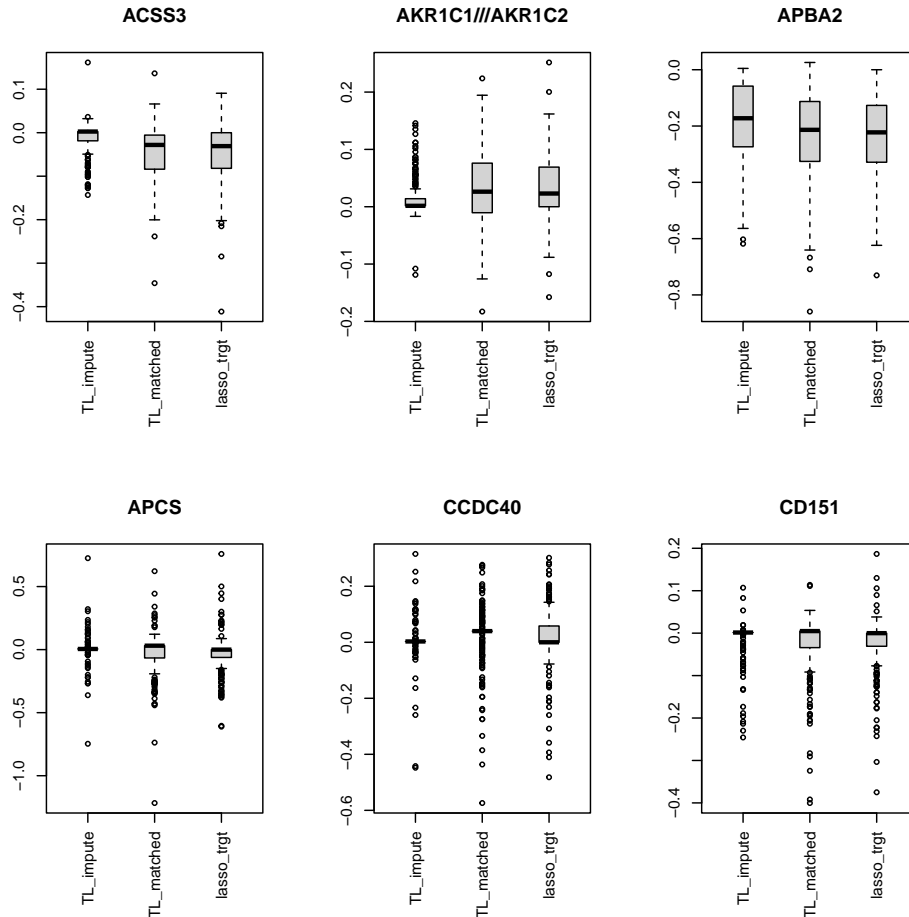 ACSS3
0.1
0.0
−0.2
−0.4
TL_impute
TL_matched
lasso_trgt
AKR1C1///AKR1C2
0.2
0.1
0.0
−0.1
−0.2
TL_impute
TL_matched
lasso_trgt
APBA2
0.0
−0.2
−0.4
−0.6
−0.8
TL_impute
TL_matched
lasso_trgt
APCS
0.5
0.0
−0.5
−1.0
TL_impute
TL_matched
lasso_trgt
CCDC40
0.2
0.0
−0.2
−0.4
−0.6
TL_impute
TL_matched
lasso_trgt
CD151
0.2
0.1
0.0
−0.2
−0.4
TL_impute
TL_matched
lasso_trgt